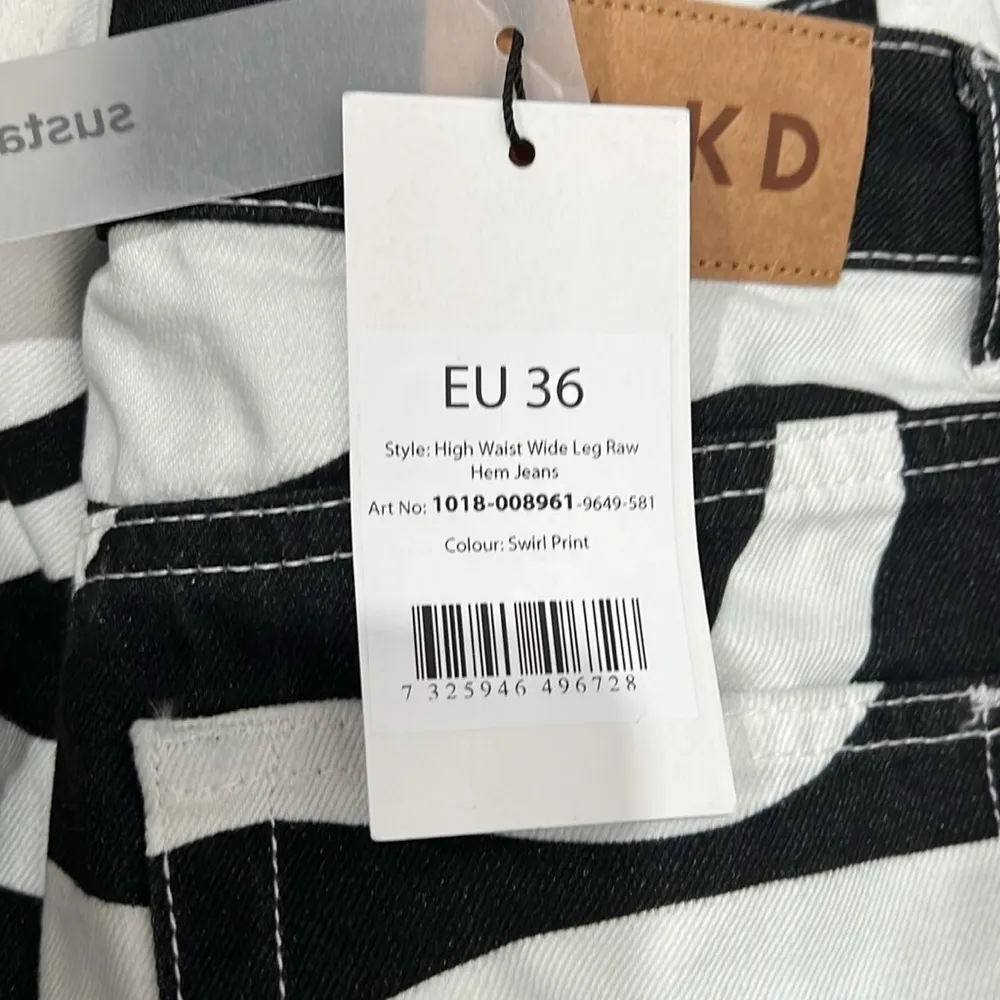 susta
KD
EU 36
Style: High Waist Wide Leg Raw
Hem Jeans
Art No: 1018-008961-9649-581
Colour: Swirl Print
7 325946 496728